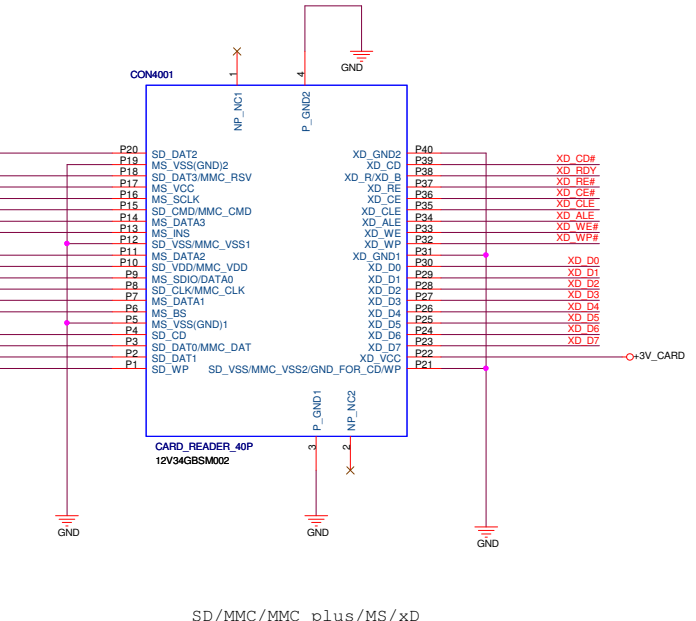 GND
CON4001
1
4
NP_NC1
P_GND2
P20 SD_DAT2 XD_GND2 P40
P19 MS_VSS(GND)2 XD_CD P39 XD_CD#
P18 SD_DAT3/MMC_RSV XD_R/XD_B P38 XD_RDY
P17 MS_VCC XD_RE P37 XD_RE#
P16 MS_SCLK XD_CE P36 XD_CE#
P15 SD_CMD/MMC_CMD XD_CLE P35 XD_CLE
P14 MS_DATA3 XD_ALE P34 XD_ALE
P13 MS_INS XD_WE P33 XD_WE#
P12 SD_VSS/MMC_VSS1 XD_WP P32 XD_WP#
P11 MS_DATA2 XD_GND1 P31
P10 SD_VDD/MMC_VDD XD_D0 P30 XD_D0
P9 MS_SDIO/DATA0 XD_D1 P29 XD_D1
P8 SD_CLK/MMC_CLK XD_D2 P28 XD_D2
P7 MS_DATA1 XD_D3 P27 XD_D3
P6 MS_BS XD_D4 P26 XD_D4
P5 MS_VSS(GND)1 XD_D5 P25 XD_D5
P4 SD_CD XD_D6 P24 XD_D6
P3 SD_DAT0/MMC_DAT XD_D7 P23 XD_D7
P2 SD_DAT1 XD_VCC P22 +3V_CARD
P1 SD_WP SD_VSS/MMC_VSS2/GND_FOR_CD/WP P21
P_GND1
NP_NC2
3
2
CARD_READER_40P
12V34GBSM002
GND
GND
GND
SD/MMC/MMC plus/MS/xD